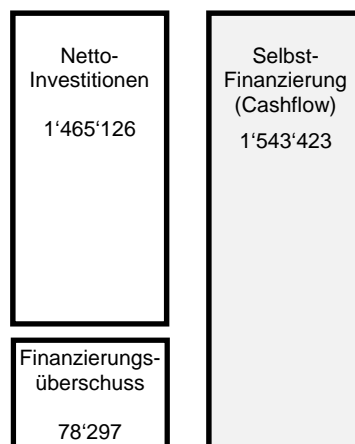 Netto-
Investitionen
1‘465‘126
Selbst-
Finanzierung
(Cashflow)
1‘543‘423
Finanzierungs-
überschuss
78‘297